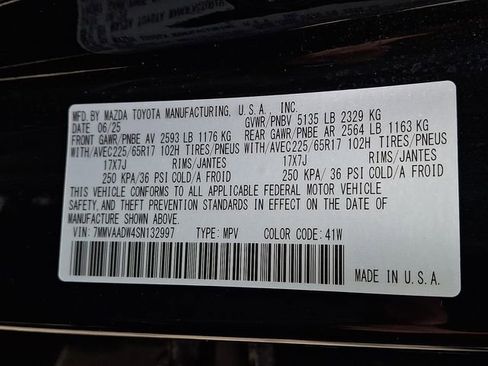 MFD. BY MAZDA TOYOTA MANUFACTURING, U.S.A., INC.
DATE 06/25 GVWR/PNBV 5135 LB 2329 KG
FRONT GAWR/PNBE AV 2593 LB 1176 KG REAR GAWR/PNBE AR 2564 LB 1163 KG
WITH/AVEC225/65R17 102H TIRES/PNEUS WITH/AVEC225/65R17 102H TIRES/PNEUS
17X7J RIMS/JANTES 17X7J RIMS/JANTES
250 KPA/ 36 PSI COLD/A FROID 250 KPA/ 36 PSI COLD/A FROID
THIS VEHICLE CONFORMS TO ALL APPLICABLE FEDERAL MOTOR VEHICLE
SAFETY, AND THEFT PREVENTION STANDARDS IN EFFECT ON THE DATE OF
MANUFACTURE SHOWN ABOVE.
VIN: 7MMVAADW4SN132997 TYPE: MPV COLOR CODE: 41W
MADE IN U.S.A.